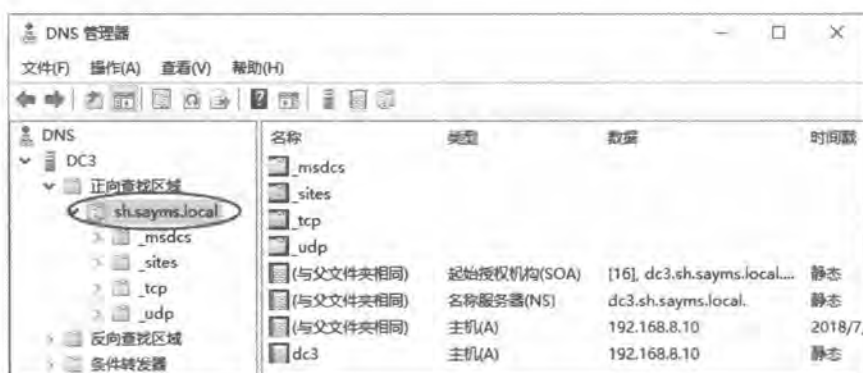 DNS 管理器
文件(F) 操作(A) 查看(V) 帮助(H)
DNS
DC3
正向查找区域
sh.sayms.local
_msdcs
_sites
_tcp
_udp
反向查找区域
条件转发器
名称 类型 数据 时间戳
_msdcs
_sites
_tcp
_udp
(与父文件夹相同) 起始授权机构(SOA) [16], dc3.sh.sayms.local.... 静态
(与父文件夹相同) 名称服务器(NS) dc3.sh.sayms.local. 静态
(与父文件夹相同) 主机(A) 192.168.8.10 2018/7/
dc3 主机(A) 192.168.8.10 静态